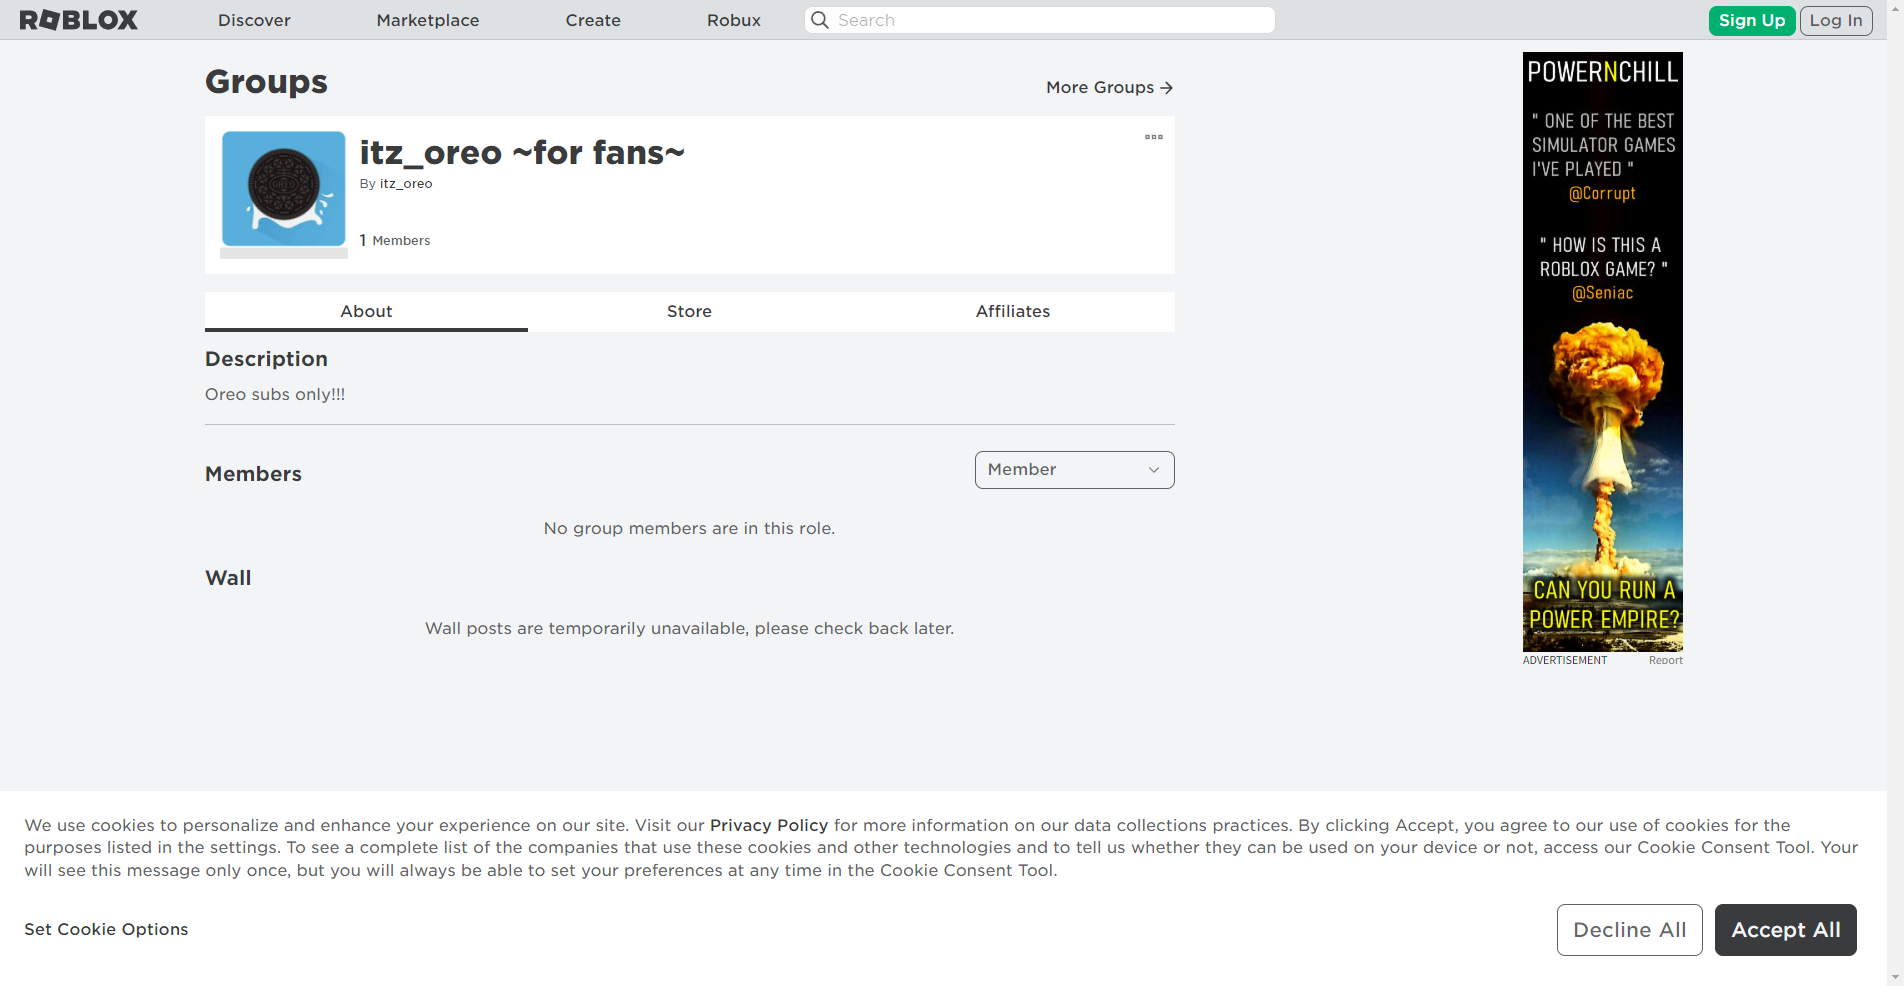 ROBLOX
Discover
Marketplace
Create
Robux
Search
Sign Up
Log In
Groups
More Groups
itz_oreo ~for fans~
By itz_oreo
1 Members
OREO
About
Store
Affiliates
Description
Oreo subs only!!!
Members
Member
No group members are in this role.
Wall
Wall posts are temporarily unavailable, please check back later.
POWERNCHILL
" ONE OF THE BEST
SIMULATOR GAMES
I'VE PLAYED "
@Corrupt
" HOW IS THIS A
ROBLOX GAME? "
@Seniac
CAN YOU RUN A
POWER EMPIRE?
ADVERTISEMENT
Report
We use cookies to personalize and enhance your experience on our site. Visit our Privacy Policy for more information on our data collections practices. By clicking Accept, you agree to our use of cookies for the
purposes listed in the settings. To see a complete list of the companies that use these cookies and other technologies and to tell us whether they can be used on your device or not, access our Cookie Consent Tool. Your
will see this message only once, but you will always be able to set your preferences at any time in the Cookie Consent Tool.
Set Cookie Options
Decline All
Accept All